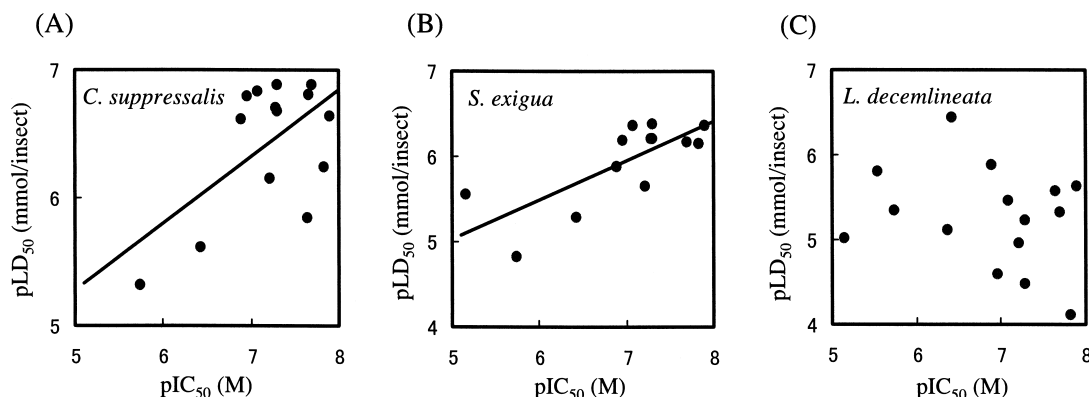 (A)
C. suppressalis
7
6
5
pLD50 (mmol/insect)
5 6 7 8
pIC50 (M)
(B)
S. exigua
7
6
5
4
pLD50 (mmol/insect)
5 6 7 8
pIC50 (M)
(C)
L. decemlineata
7
6
5
4
pLD50 (mmol/insect)
5 6 7 8
pIC50 (M)